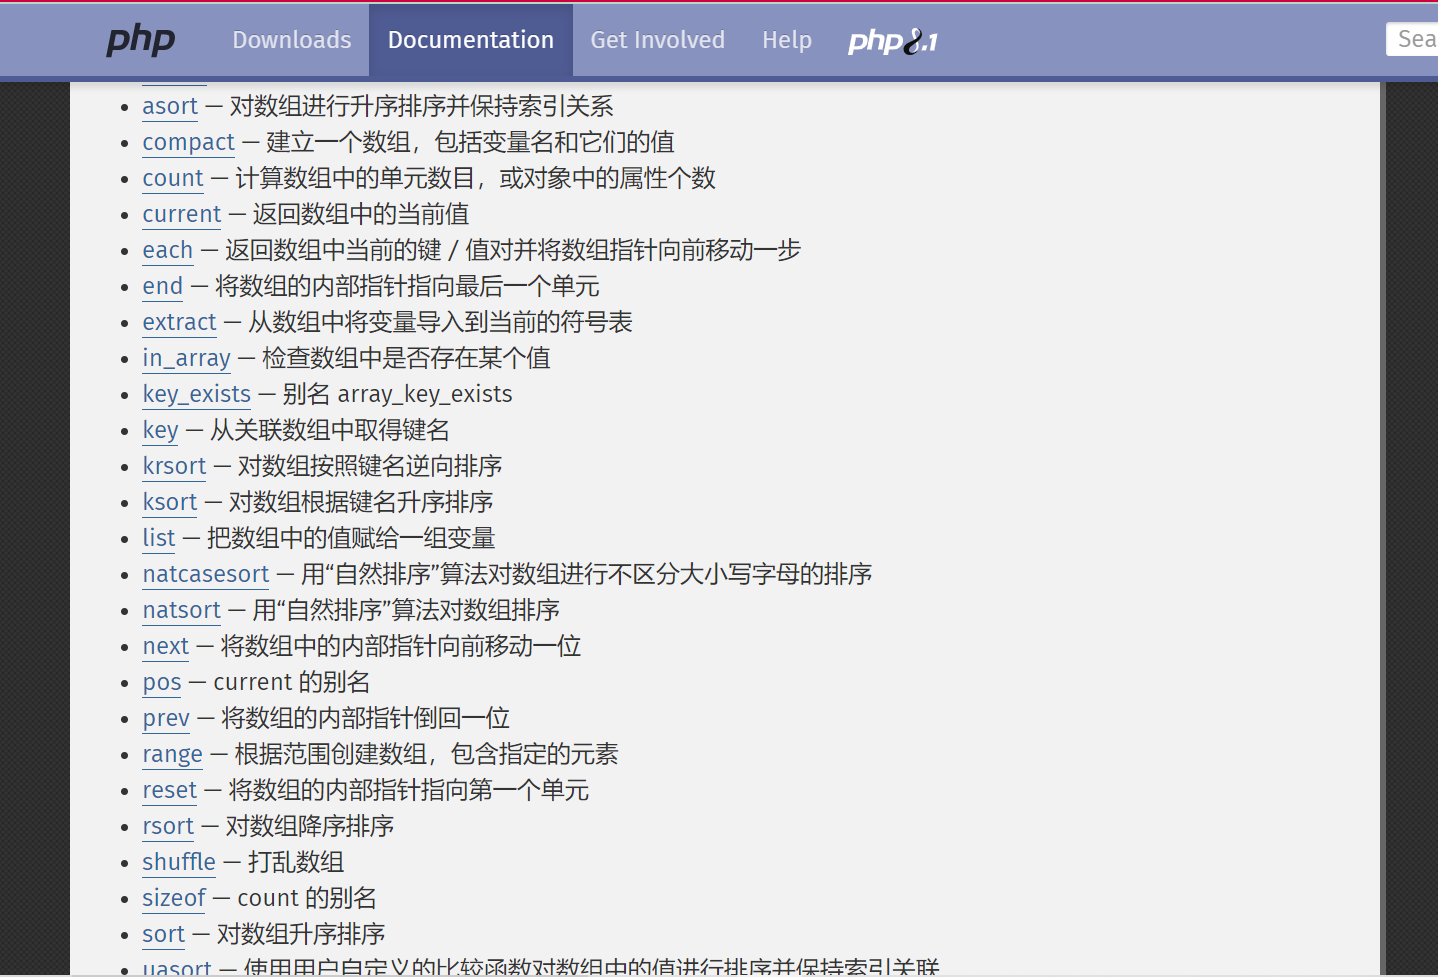 php Downloads Documentation Get Involved Help php8.1 Sea
asort — 对数组进行升序排序并保持索引关系
compact — 建立一个数组，包括变量名和它们的值
count — 计算数组中的单元数目，或对象中的属性个数
current — 返回数组中的当前值
each — 返回数组中当前的键 / 值对并将数组指针向前移动一步
end — 将数组的内部指针指向最后一个单元
extract — 从数组中将变量导入到当前的符号表
in_array — 检查数组中是否存在某个值
key_exists — 别名 array_key_exists
key — 从关联数组中取得键名
krsort — 对数组按照键名逆向排序
ksort — 对数组根据键名升序排序
list — 把数组中的值赋给一组变量
natcasesort — 用“自然排序”算法对数组进行不区分大小写字母的排序
natsort — 用“自然排序”算法对数组排序
next — 将数组中的内部指针向前移动一位
pos — current 的别名
prev — 将数组的内部指针倒回一位
range — 根据范围创建数组，包含指定的元素
reset — 将数组的内部指针指向第一个单元
rsort — 对数组降序排序
shuffle — 打乱数组
sizeof — count 的别名
sort — 对数组升序排序
uasort — 使用用户自定义的比较函数对数组中的值进行排序并保持索引关联